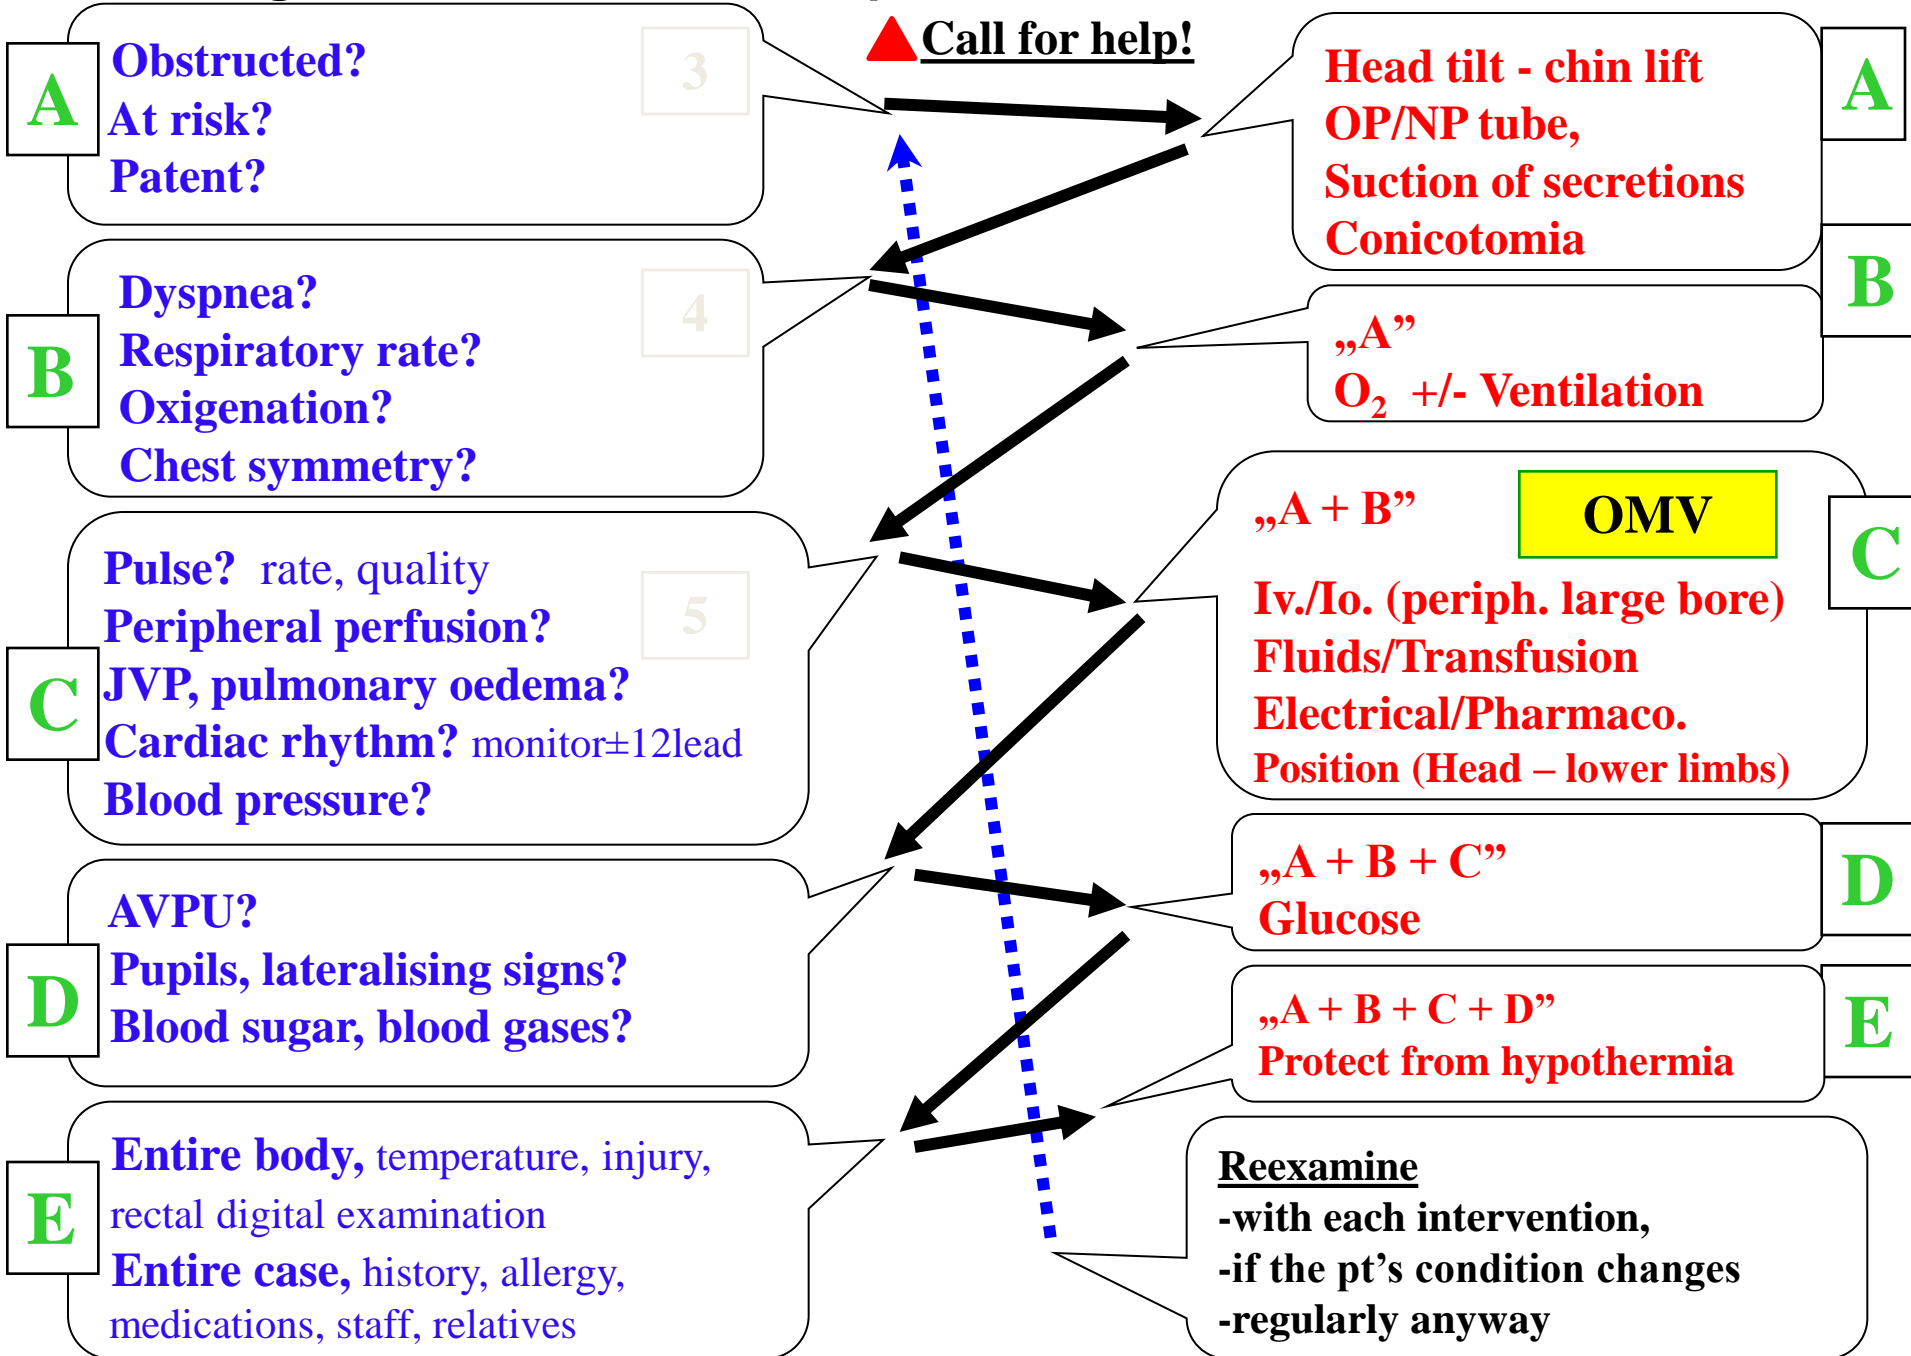 Call for help!
A
Obstructed?
At risk?
Patent?
3
Head tilt - chin lift
OP/NP tube,
Suction of secretions
Conicotomia
A
B
Dyspnea?
Respiratory rate?
Oxigenation?
Chest symmetry?
4
„A”
O₂ +/- Ventilation
B
C
Pulse? rate, quality
Peripheral perfusion?
JVP, pulmonary oedema?
Cardiac rhythm? monitor±12lead
Blood pressure?
5
„A + B”
OMV
Iv./Io. (periph. large bore)
Fluids/Transfusion
Electrical/Pharmaco.
Position (Head – lower limbs)
C
D
AVPU?
Pupils, lateralising signs?
Blood sugar, blood gases?
„A + B + C”
Glucose
D
E
Entire body, temperature, injury,
rectal digital examination
Entire case, history, allergy,
medications, staff, relatives
„A + B + C + D”
Protect from hypothermia
E
Reexamine
-with each intervention,
-if the pt’s condition changes
-regularly anyway